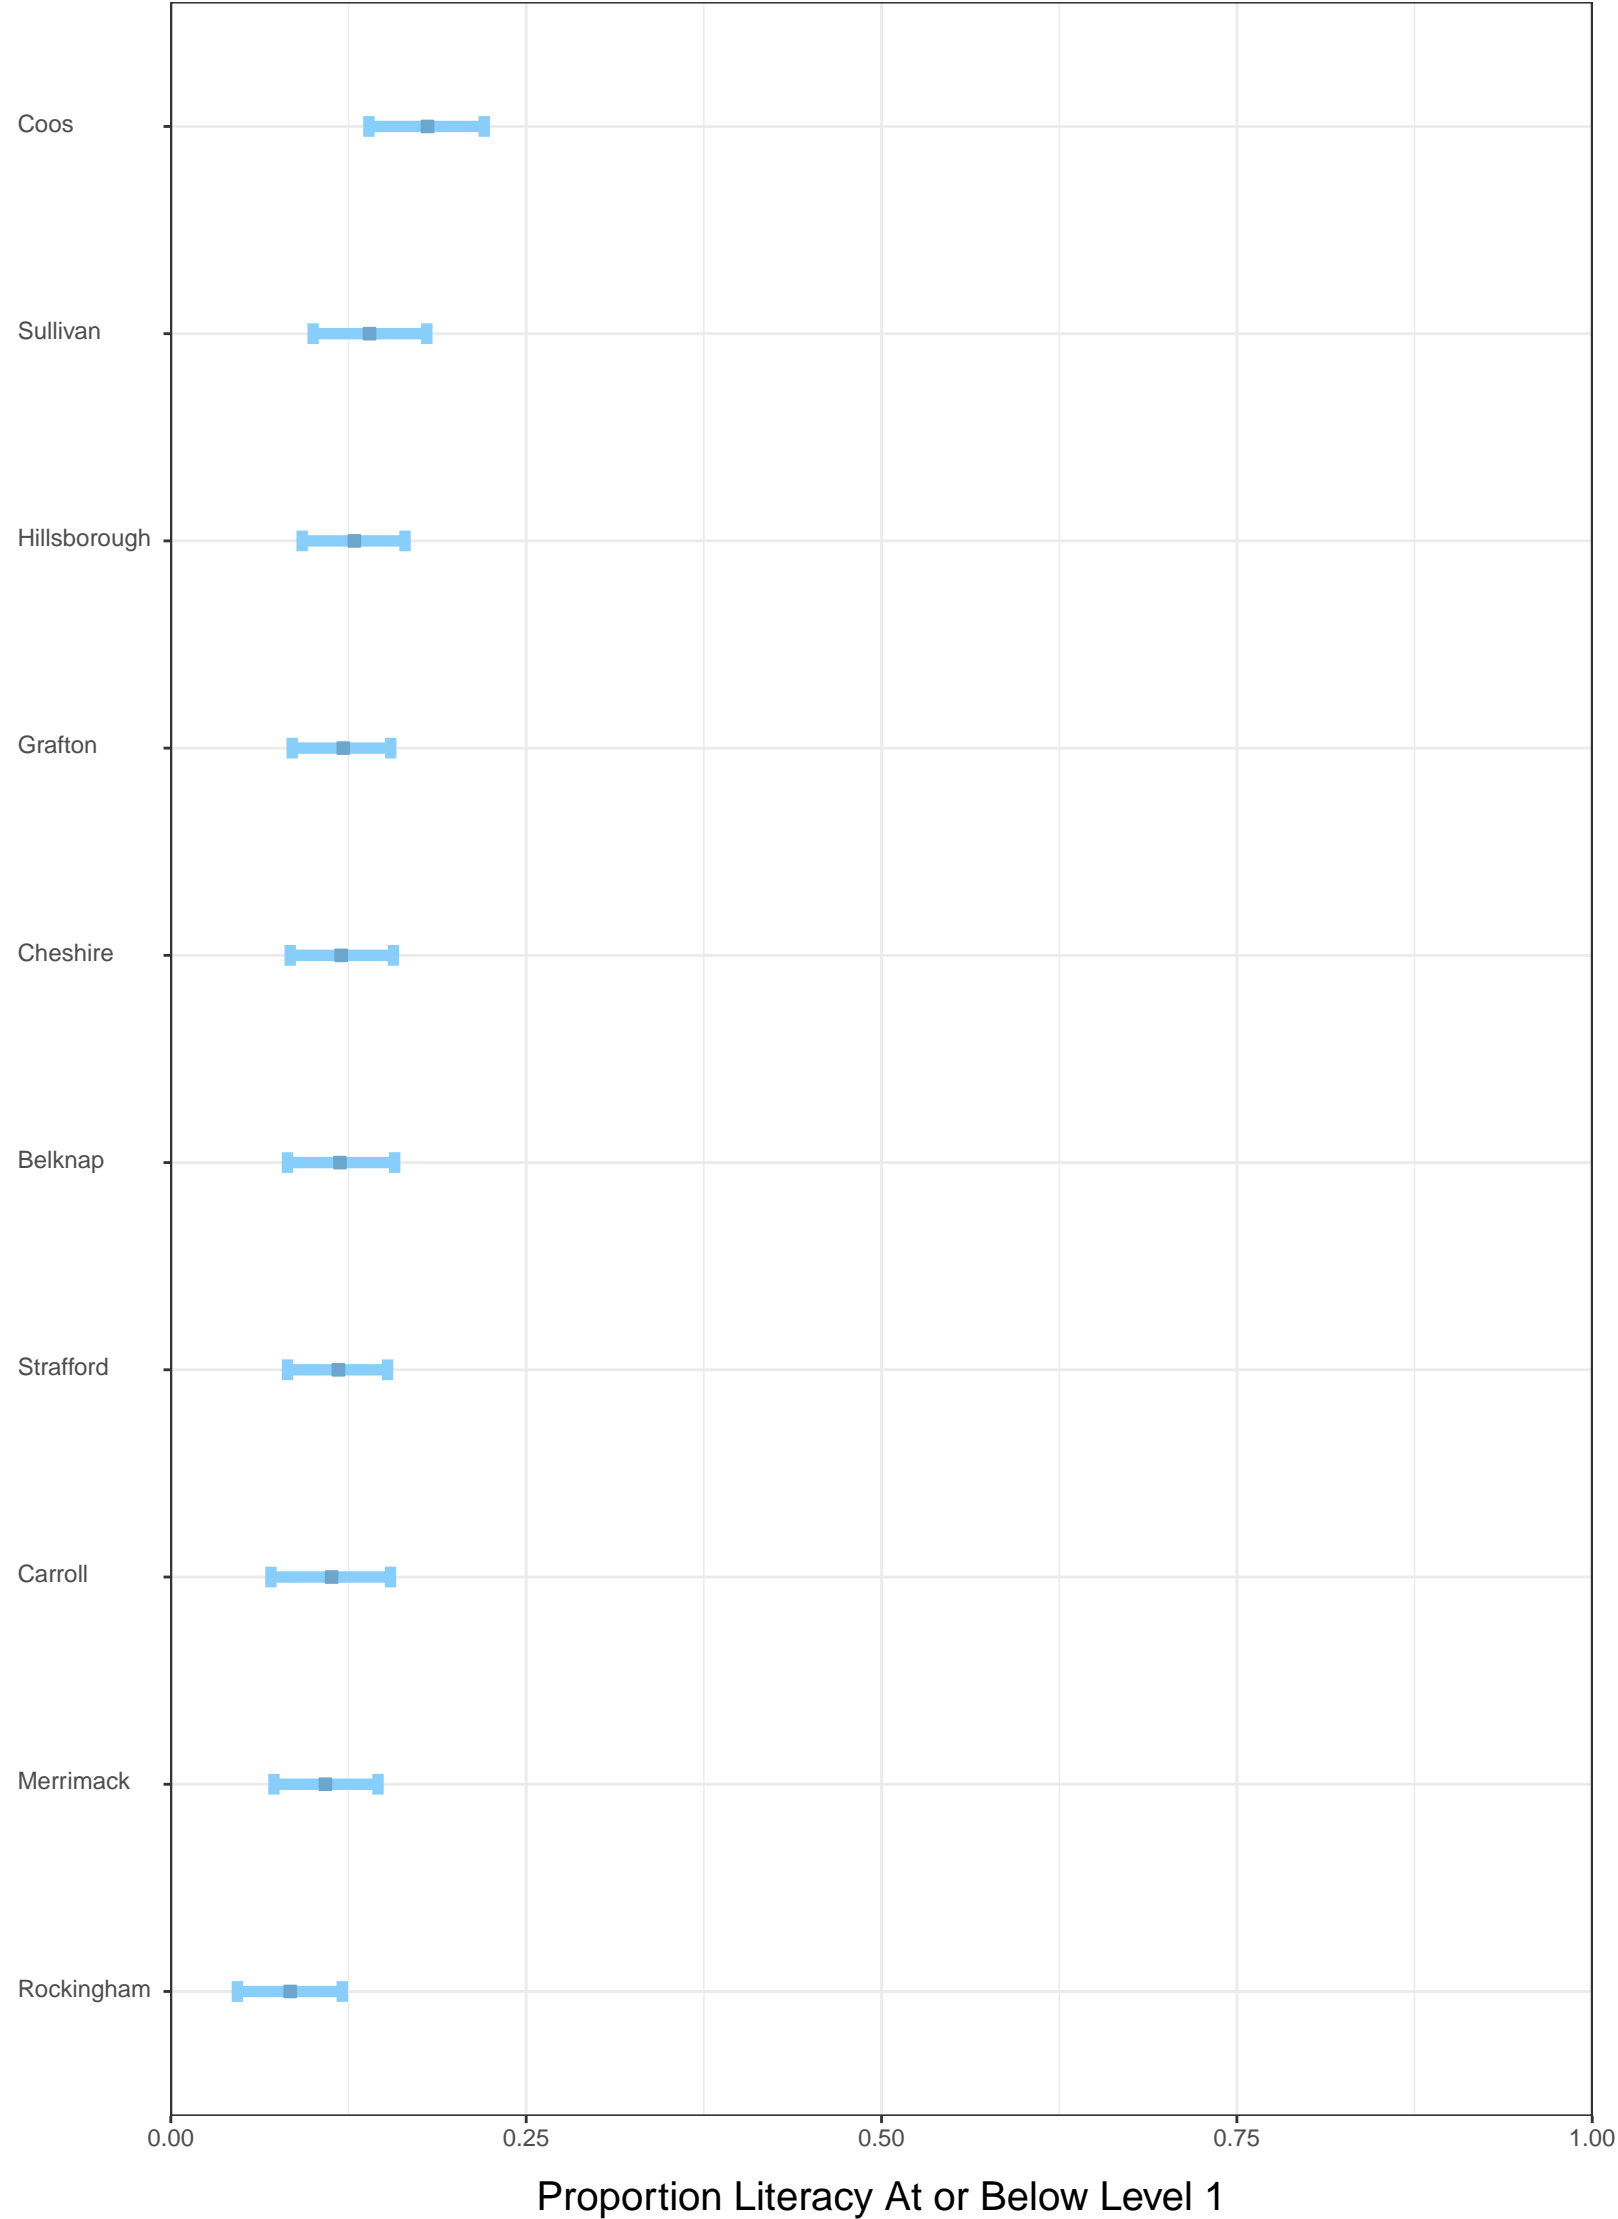 Coos
Sullivan
Hillsborough
Grafton
Cheshire
Belknap
Strafford
Carroll
Merrimack
Rockingham
0.00 0.25 0.50 0.75 1.00
Proportion Literacy At or Below Level 1